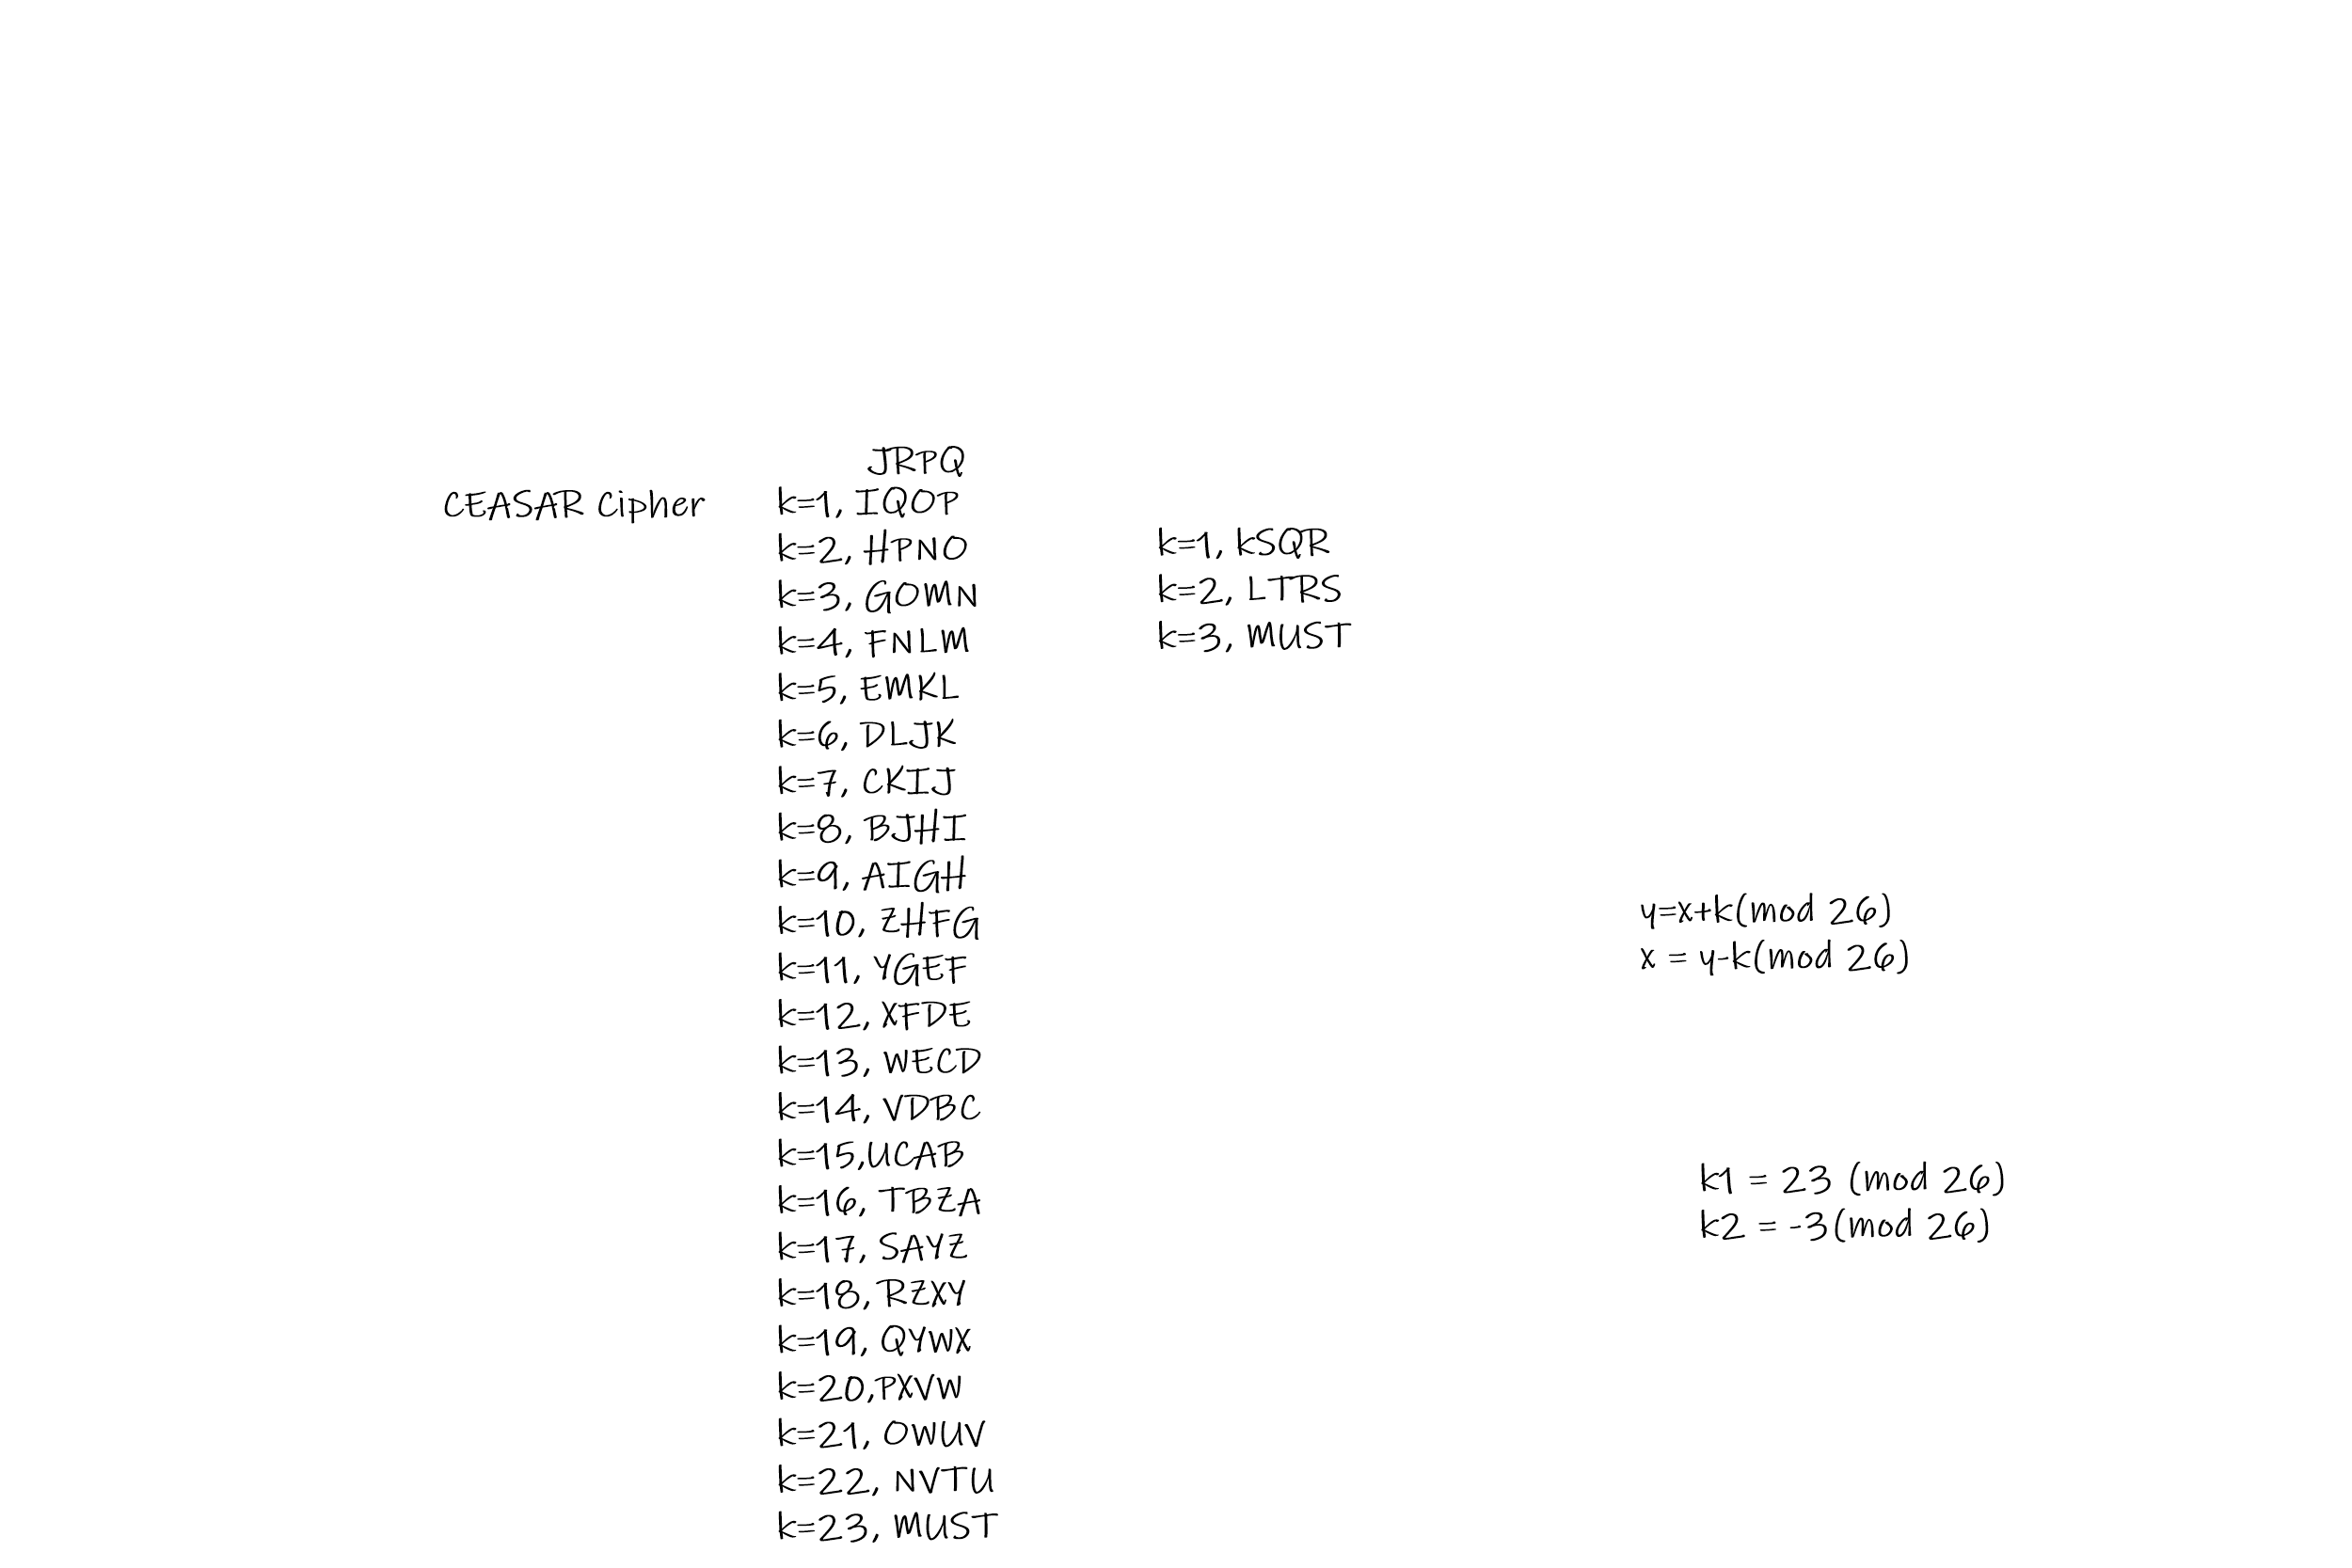 JRPQ
CEASAR Cipher
k=1, IQOP
k=2, HPNO
k=3, GOMN
k=4, FNLM
k=5, EMKL
k=6, DLJK
k=7, CKIJ
k=8, BJHI
k=9, AIGH
k=10, ZHFG
k=11, YGEF
k=12, XFDE
k=13, WECD
k=14, VDBC
k=15,UCAB
k=16, TBZA
k=17, SAYZ
k=18, RZXY
k=19, QYWX
k=20,PXVW
k=21, OWUV
k=22, NVTU
k=23, MUST
k=1, kSQR
k=2, LTRS
k=3, MUST
y=x+k(mod 26)
x = y-k(mod 26)
k1 = 23 (mod 26)
k2 = -3(mod 26)